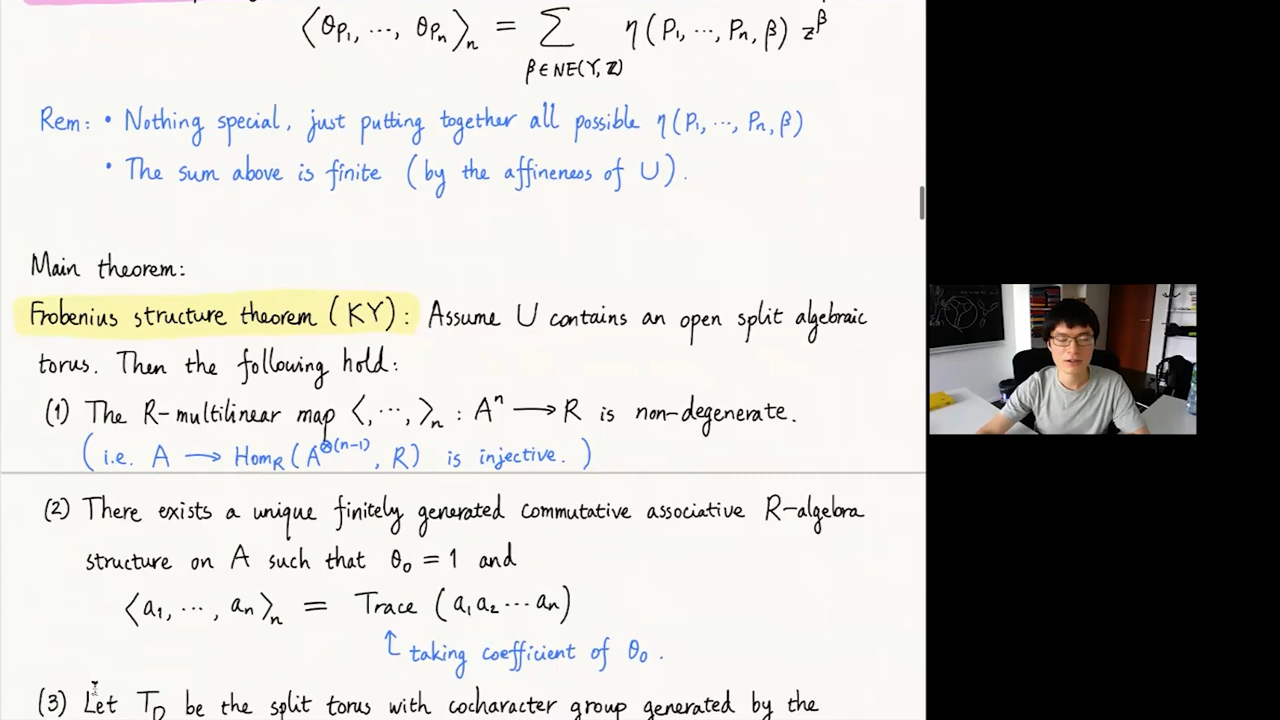 ⟨θP₁, ⋯, θPₙ⟩ₙ = ∑ η(P₁, ⋯, Pₙ, β) z^β
β∈NE(Y,ℤ)
Rem: • Nothing special, just putting together all possible η(P₁, ⋯, Pₙ, β)
• The sum above is finite (by the affineness of U).
Main theorem:
Frobenius structure theorem (KY): Assume U contains an open split algebraic
torus. Then the following hold:
(1) The R-multilinear map ⟨,⋯,⟩ₙ : Aⁿ ⟶ R is non-degenerate.
(i.e. A ⟶ Hom_R(A^⊗(n-1), R) is injective.)
(2) There exists a unique finitely generated commutative associative R-algebra
structure on A such that θ₀ = 1 and
⟨a₁, ⋯, aₙ⟩ₙ = Trace (a₁a₂⋯aₙ)
↑ taking coefficient of θ₀.
(3) Let T_D be the split torus with cocharacter group generated by the